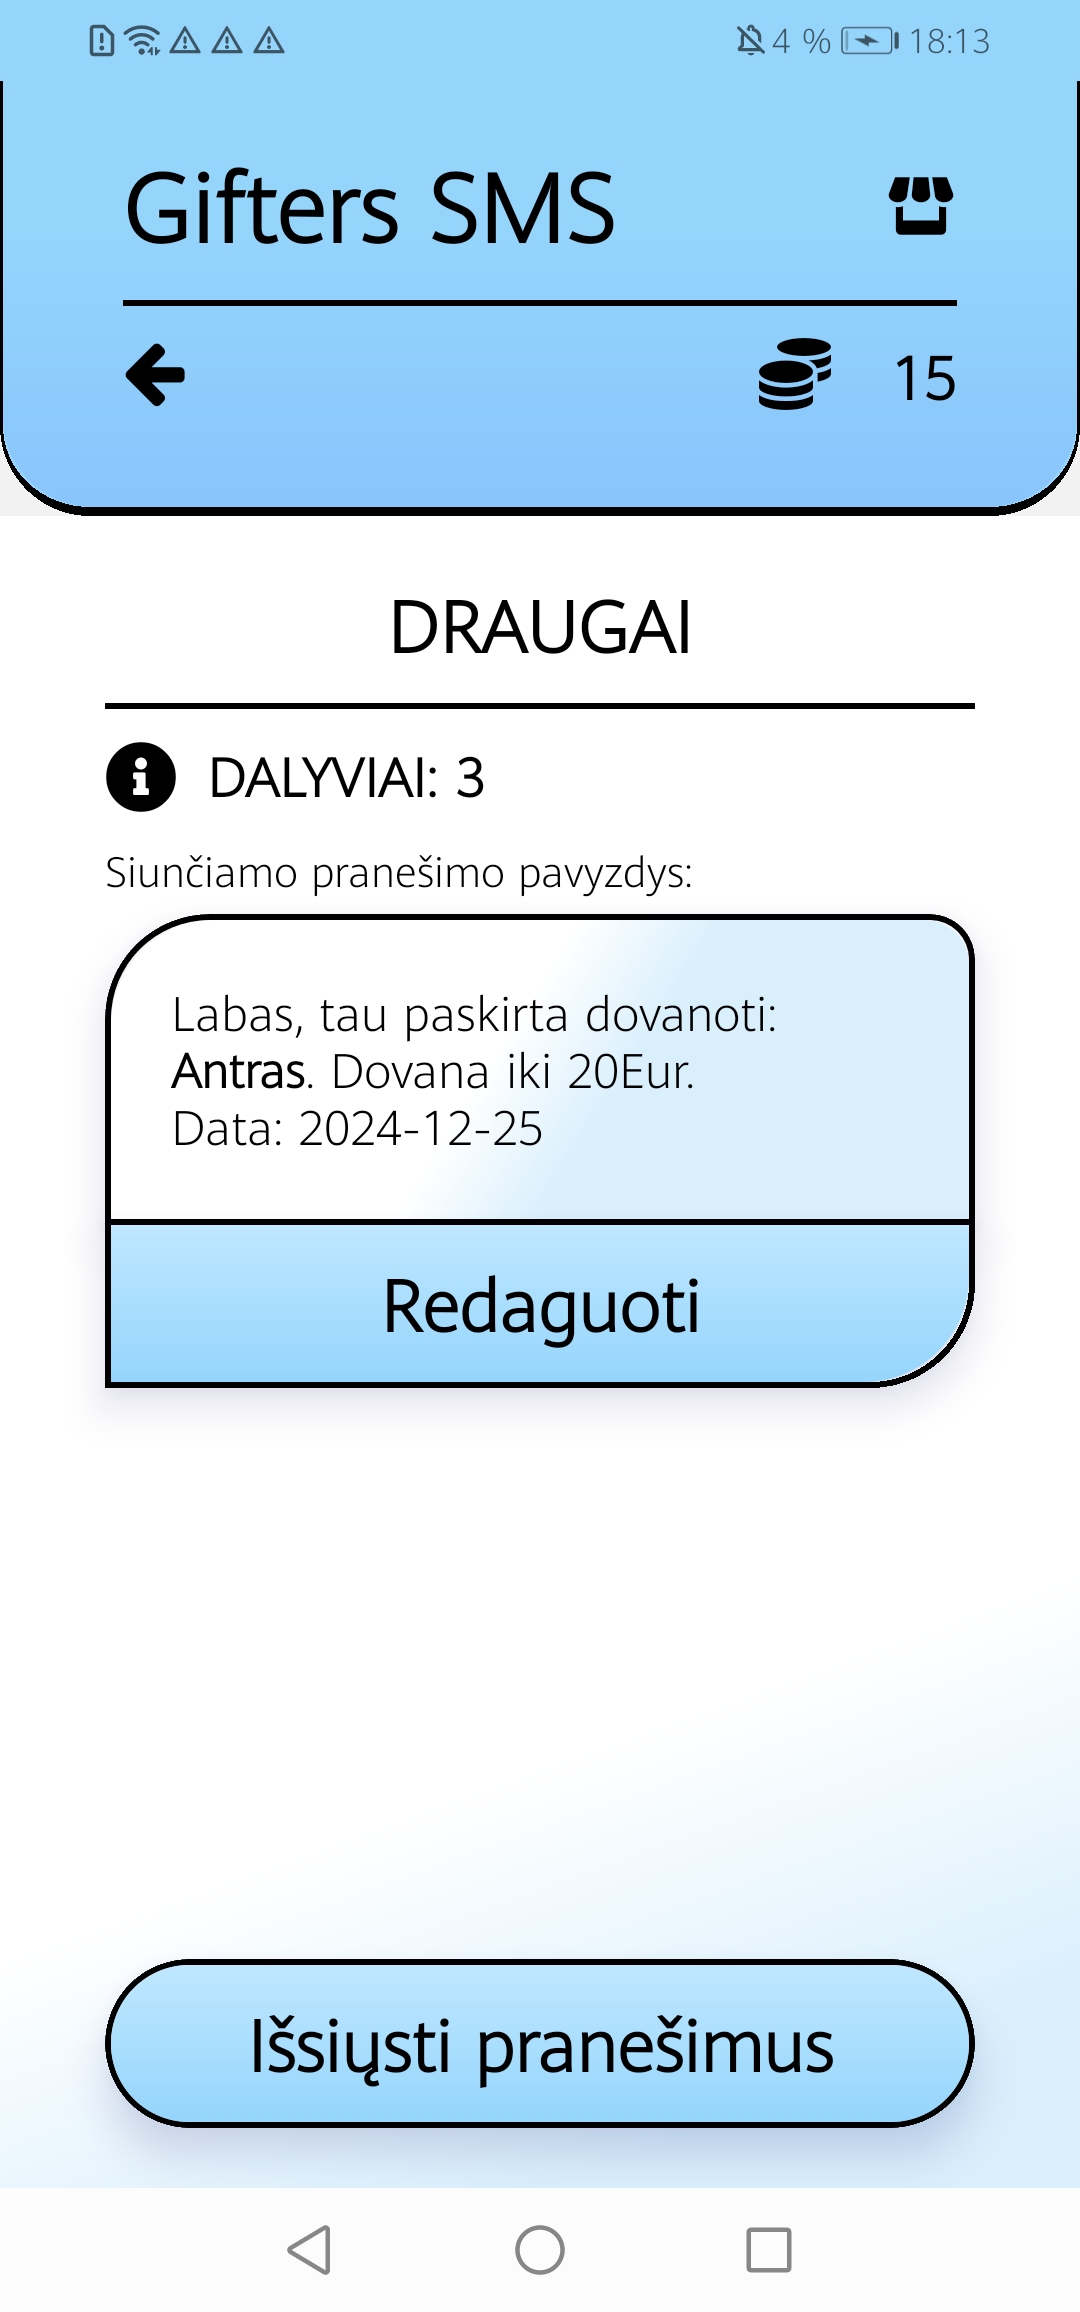 4 % 18:13
Gifters SMS
15
DRAUGAI
DALYVIAI: 3
Siunčiamo pranešimo pavyzdys:
Labas, tau paskirta dovanoti:
Antras. Dovana iki 20Eur.
Data: 2024-12-25
Redaguoti
Išsiųsti pranešimus